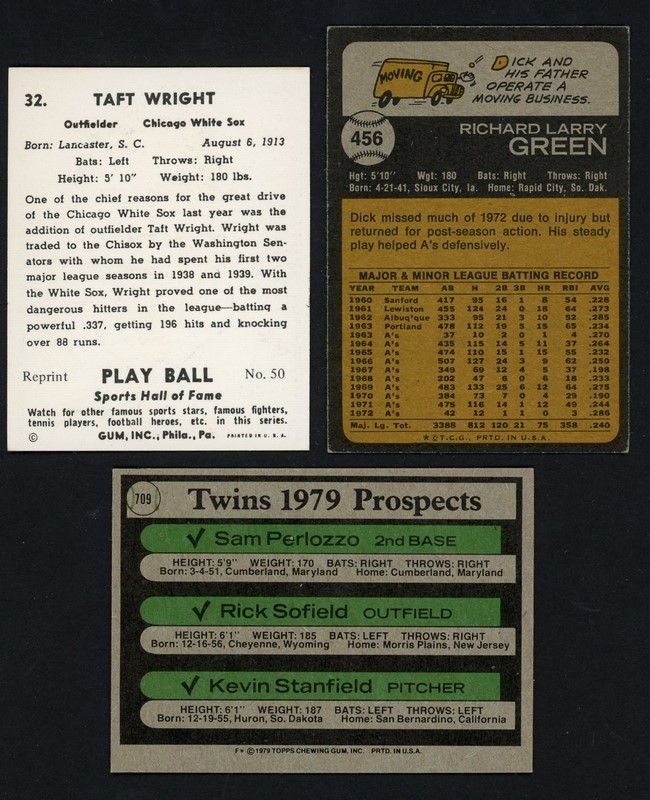 32. TAFT WRIGHT
Outfielder Chicago White Sox
Born: Lancaster, S. C. August 6, 1913
Bats: Left Throws: Right
Height: 5' 10" Weight: 180 lbs.
One of the chief reasons for the great drive
of the Chicago White Sox last year was the
addition of outfielder Taft Wright. Wright was
traded to the Chisox by the Washington Sen-
ators with whom he had spent his first two
major league seasons in 1938 and 1939. With
the White Sox, Wright proved one of the most
dangerous hitters in the league—batting a
powerful .337, getting 196 hits and knocking
over 88 runs.
Reprint PLAY BALL No. 50
Sports Hall of Fame
Watch for other famous sports stars, famous fighters,
tennis players, football heroes, etc. in this series.
© GUM, INC., Phila., Pa. PRINTED IN U. S. A.
MOVING
DICK AND
HIS FATHER
OPERATE A
MOVING BUSINESS.
456
RICHARD LARRY
GREEN
Hgt: 5'10" Wgt: 180 Bats: Right Throws: Right
Born: 4-21-41, Sioux City, Ia. Home: Rapid City, So. Dak.
Dick missed much of 1972 due to injury but
returned for post-season action. His steady
play helped A's defensively.
MAJOR & MINOR LEAGUE BATTING RECORD
YEAR TEAM AB H 2B 3B HR RBI AVG
1960 Sanford 417 95 16 1 8 54 .228
1961 Lewiston 455 124 24 0 18 64 .273
1962 Albuq'que 333 95 21 3 10 52 .285
1963 Portland 478 112 19 5 15 65 .234
1963 A's 37 10 2 0 1 4 .270
1964 A's 435 115 14 5 11 37 .264
1965 A's 474 110 15 1 15 55 .232
1966 A's 507 127 24 3 9 62 .250
1967 A's 349 69 12 4 5 37 .198
1968 A's 202 47 6 0 6 18 .233
1969 A's 483 133 25 6 12 64 .275
1970 A's 384 73 7 0 4 29 .190
1971 A's 475 116 14 1 12 49 .244
1972 A's 42 12 1 1 0 3 .286
Maj. Lg. Tot. 3388 812 120 21 75 358 .240
★ © T.C.G., PRTD. IN U.S.A.
709 Twins 1979 Prospects
✓ Sam Perlozzo 2nd BASE
HEIGHT: 5'9" WEIGHT: 170 BATS: RIGHT THROWS: RIGHT
Born: 3-4-51, Cumberland, Maryland Home: Cumberland, Maryland
✓ Rick Sofield OUTFIELD
HEIGHT: 6'1" WEIGHT: 185 BATS: LEFT THROWS: RIGHT
Born: 12-16-56, Cheyenne, Wyoming Home: Morris Plains, New Jersey
✓ Kevin Stanfield PITCHER
HEIGHT: 6'1" WEIGHT: 187 BATS: LEFT THROWS: LEFT
Born: 12-19-55, Huron, So. Dakota Home: San Bernardino, California
F★ © 1979 TOPPS CHEWING GUM, INC. PRTD. IN U.S.A.